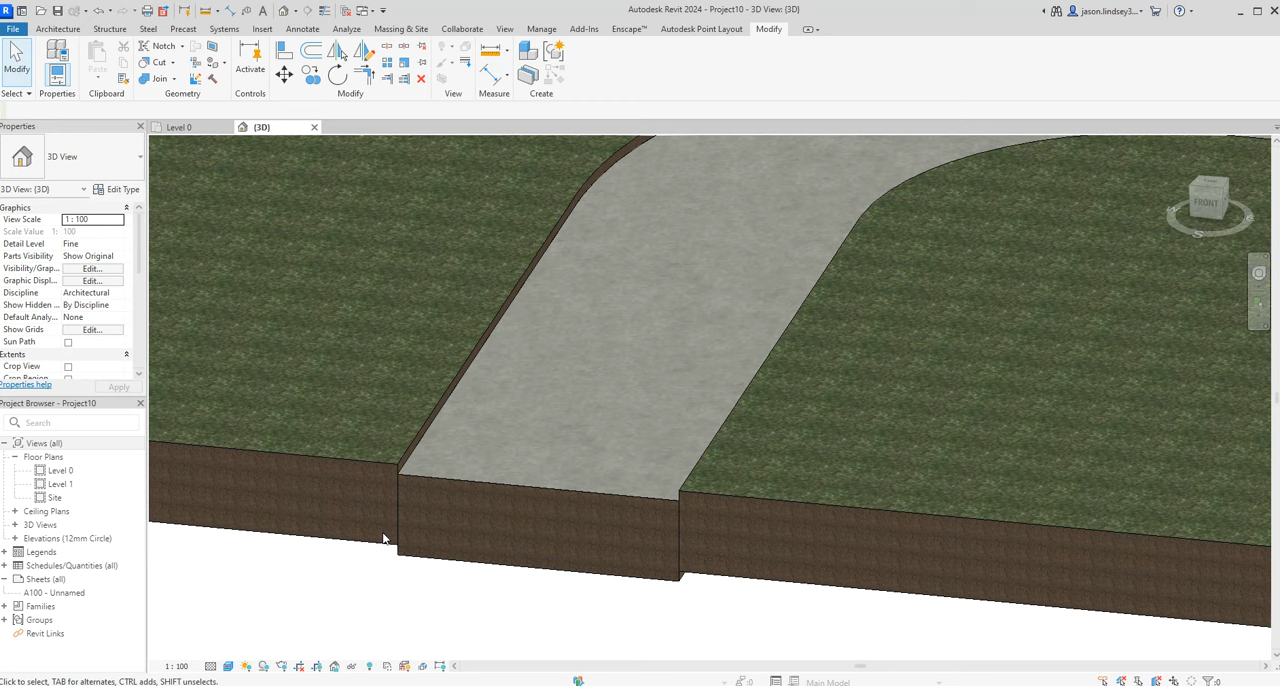 Autodesk Revit 2024 - Project10 - 3D View: {3D}
jason.lindsey3...
File Architecture Structure Steel Precast Systems Insert Annotate Analyze Massing & Site Collaborate View Manage Add-Ins Enscape™ Autodesk Point Layout Modify
Modify
Paste
Notch
Cut
Join
Activate
Select Properties Clipboard Geometry Controls Modify View Measure Create
Properties
Level 0
{3D}
3D View
3D View: {3D}
Edit Type
Graphics
View Scale 1 : 100
Scale Value 1: 100
Detail Level Fine
Parts Visibility Show Original
Visibility/Grap... Edit...
Graphic Displ... Edit...
Discipline Architectural
Show Hidden ... By Discipline
Default Analy... None
Show Grids Edit...
Sun Path
Extents
Crop View
Crop Region
Properties help
Apply
Project Browser - Project10
Search
Views (all)
Floor Plans
Level 0
Level 1
Site
Ceiling Plans
3D Views
Elevations (12mm Circle)
Legends
Schedules/Quantities (all)
Sheets (all)
A100 - Unnamed
Families
Groups
Revit Links
FRONT
S
1 : 100
Click to select, TAB for alternates, CTRL adds, SHIFT unselects.
:0
Main Model
:0